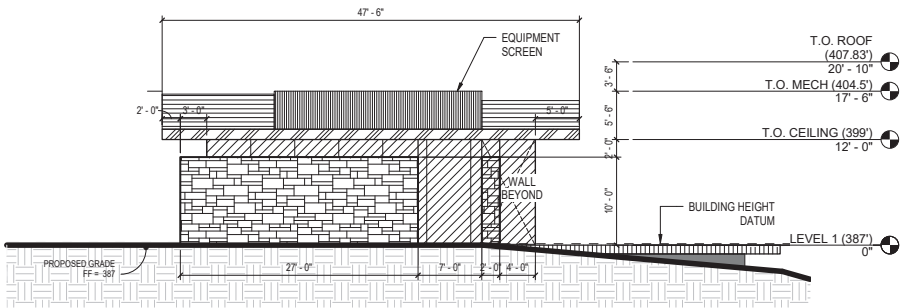 47'- 6"
EQUIPMENT
SCREEN
T.O. ROOF
(407.83')
20' - 10"
3'- 6"
T.O. MECH (404.5')
17' - 6"
2'- 0"
3'- 0"
5'- 0"
5'- 6"
T.O. CEILING (399')
12' - 0"
2'- 0"
WALL
BEYOND
10'- 0"
BUILDING HEIGHT
DATUM
LEVEL 1 (387')
0"
PROPOSED GRADE
FF = 387
27'- 0"
7'- 0"
2'- 0"
4'- 0"